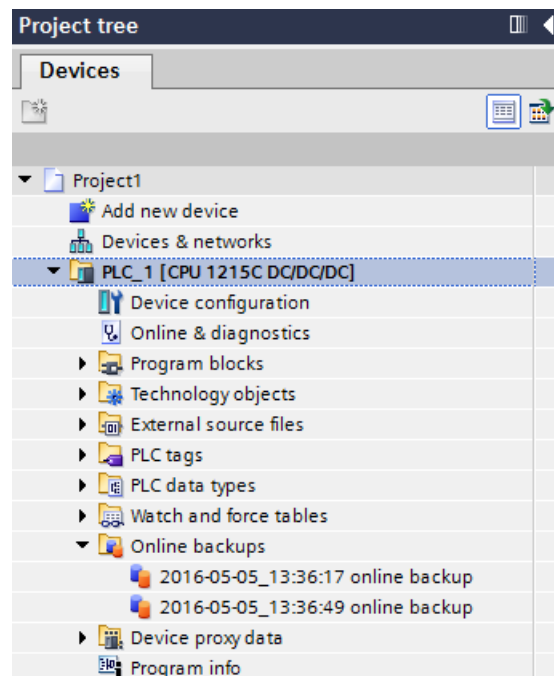 Project tree
Devices
Project1
Add new device
Devices & networks
PLC_1 [CPU 1215C DC/DC/DC]
Device configuration
Online & diagnostics
Program blocks
Technology objects
External source files
PLC tags
PLC data types
Watch and force tables
Online backups
2016-05-05_13:36:17 online backup
2016-05-05_13:36:49 online backup
Device proxy data
Program info